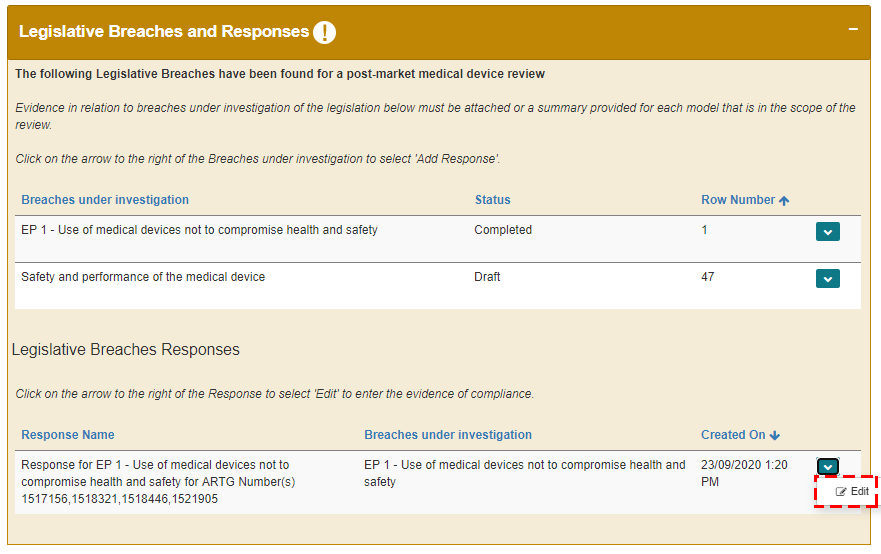 Legislative Breaches and Responses !
The following Legislative Breaches have been found for a post-market medical device review
Evidence in relation to breaches under investigation of the legislation below must be attached or a summary provided for each model that is in the scope of the
review.
Click on the arrow to the right of the Breaches under investigation to select 'Add Response'.
Breaches under investigation Status Row Number
EP 1 - Use of medical devices not to compromise health and safety Completed 1
Safety and performance of the medical device Draft 47
Legislative Breaches Responses
Click on the arrow to the right of the Response to select 'Edit' to enter the evidence of compliance.
Response Name Breaches under investigation Created On
Response for EP 1 - Use of medical devices not to EP 1 - Use of medical devices not to compromise health and 23/09/2020 1:20
compromise health and safety for ARTG Number(s) safety PM
1517156,1518321,1518446,1521905
Edit